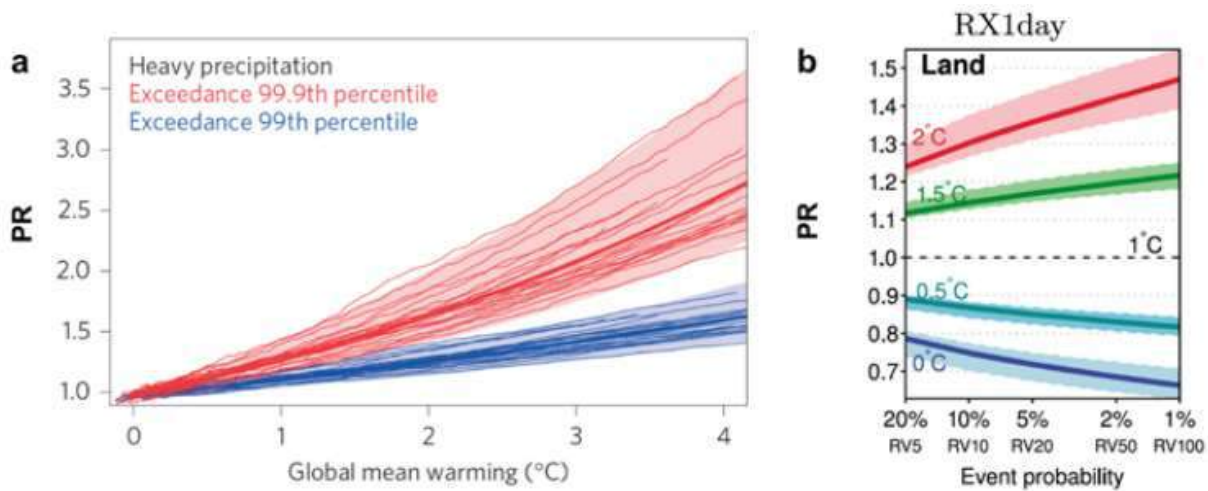 a
PR
Heavy precipitation
Exceedance 99.9th percentile
Exceedance 99th percentile
3.5
3.0
2.5
2.0
1.5
1.0
0 1 2 3 4
Global mean warming (°C)
RX1day
b
PR
Land
1.5
1.4
1.3
1.2
1.1
1.0
0.9
0.8
0.7
2°C
1.5°C
1°C
0.5°C
0°C
20% 10% 5% 2% 1%
RV5 RV10 RV20 RV50 RV100
Event probability